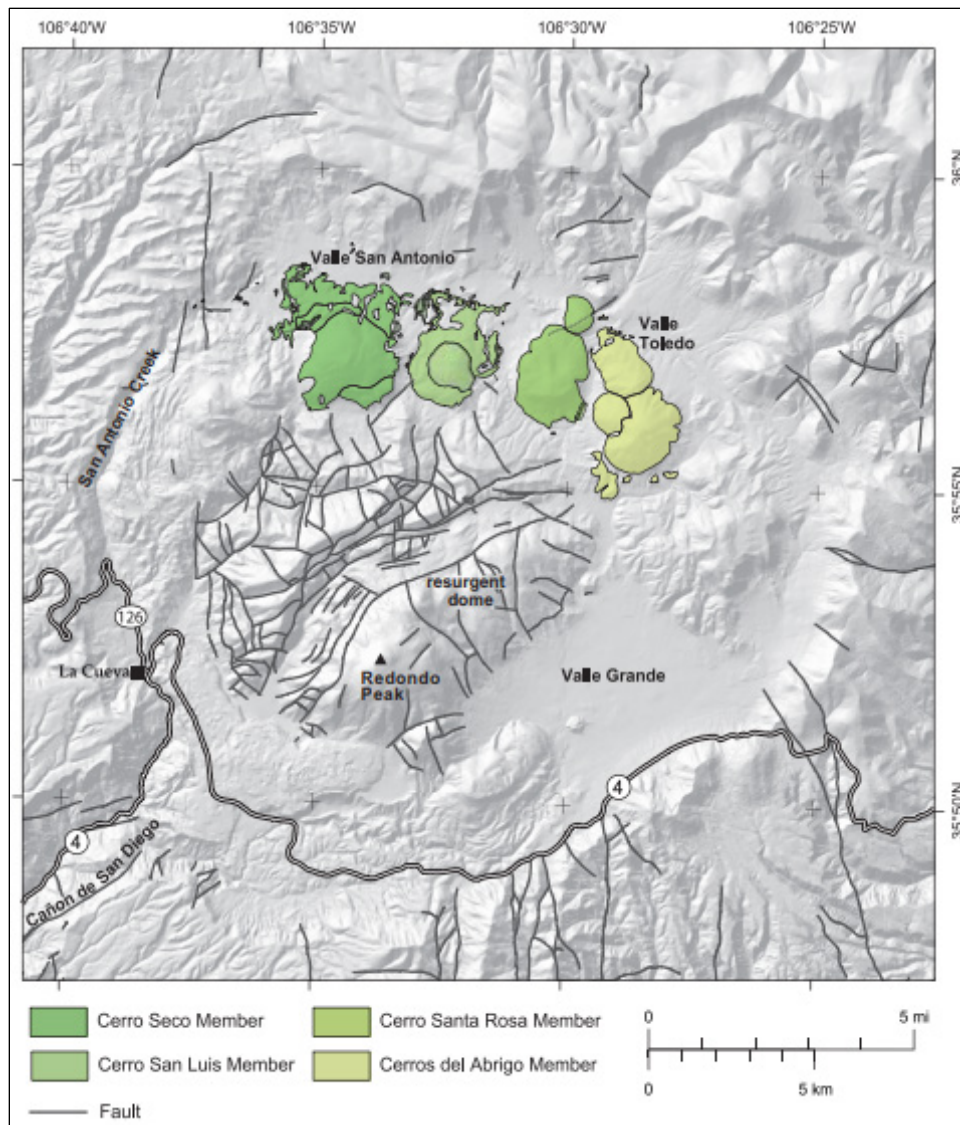 106°40'W
106°35'W
106°30'W
106°25'W
36°N
Valle San Antonio
Valle
Toledo
San Antonio Creek
35°55'N
resurgent
dome
126
La Cueva
Redondo
Peak
Valle Grande
4
35°50'N
4
Cañon de San Diego
Cerro Seco Member
Cerro Santa Rosa Member
Cerro San Luis Member
Cerros del Abrigo Member
Fault
0
5 mi
0
5 km